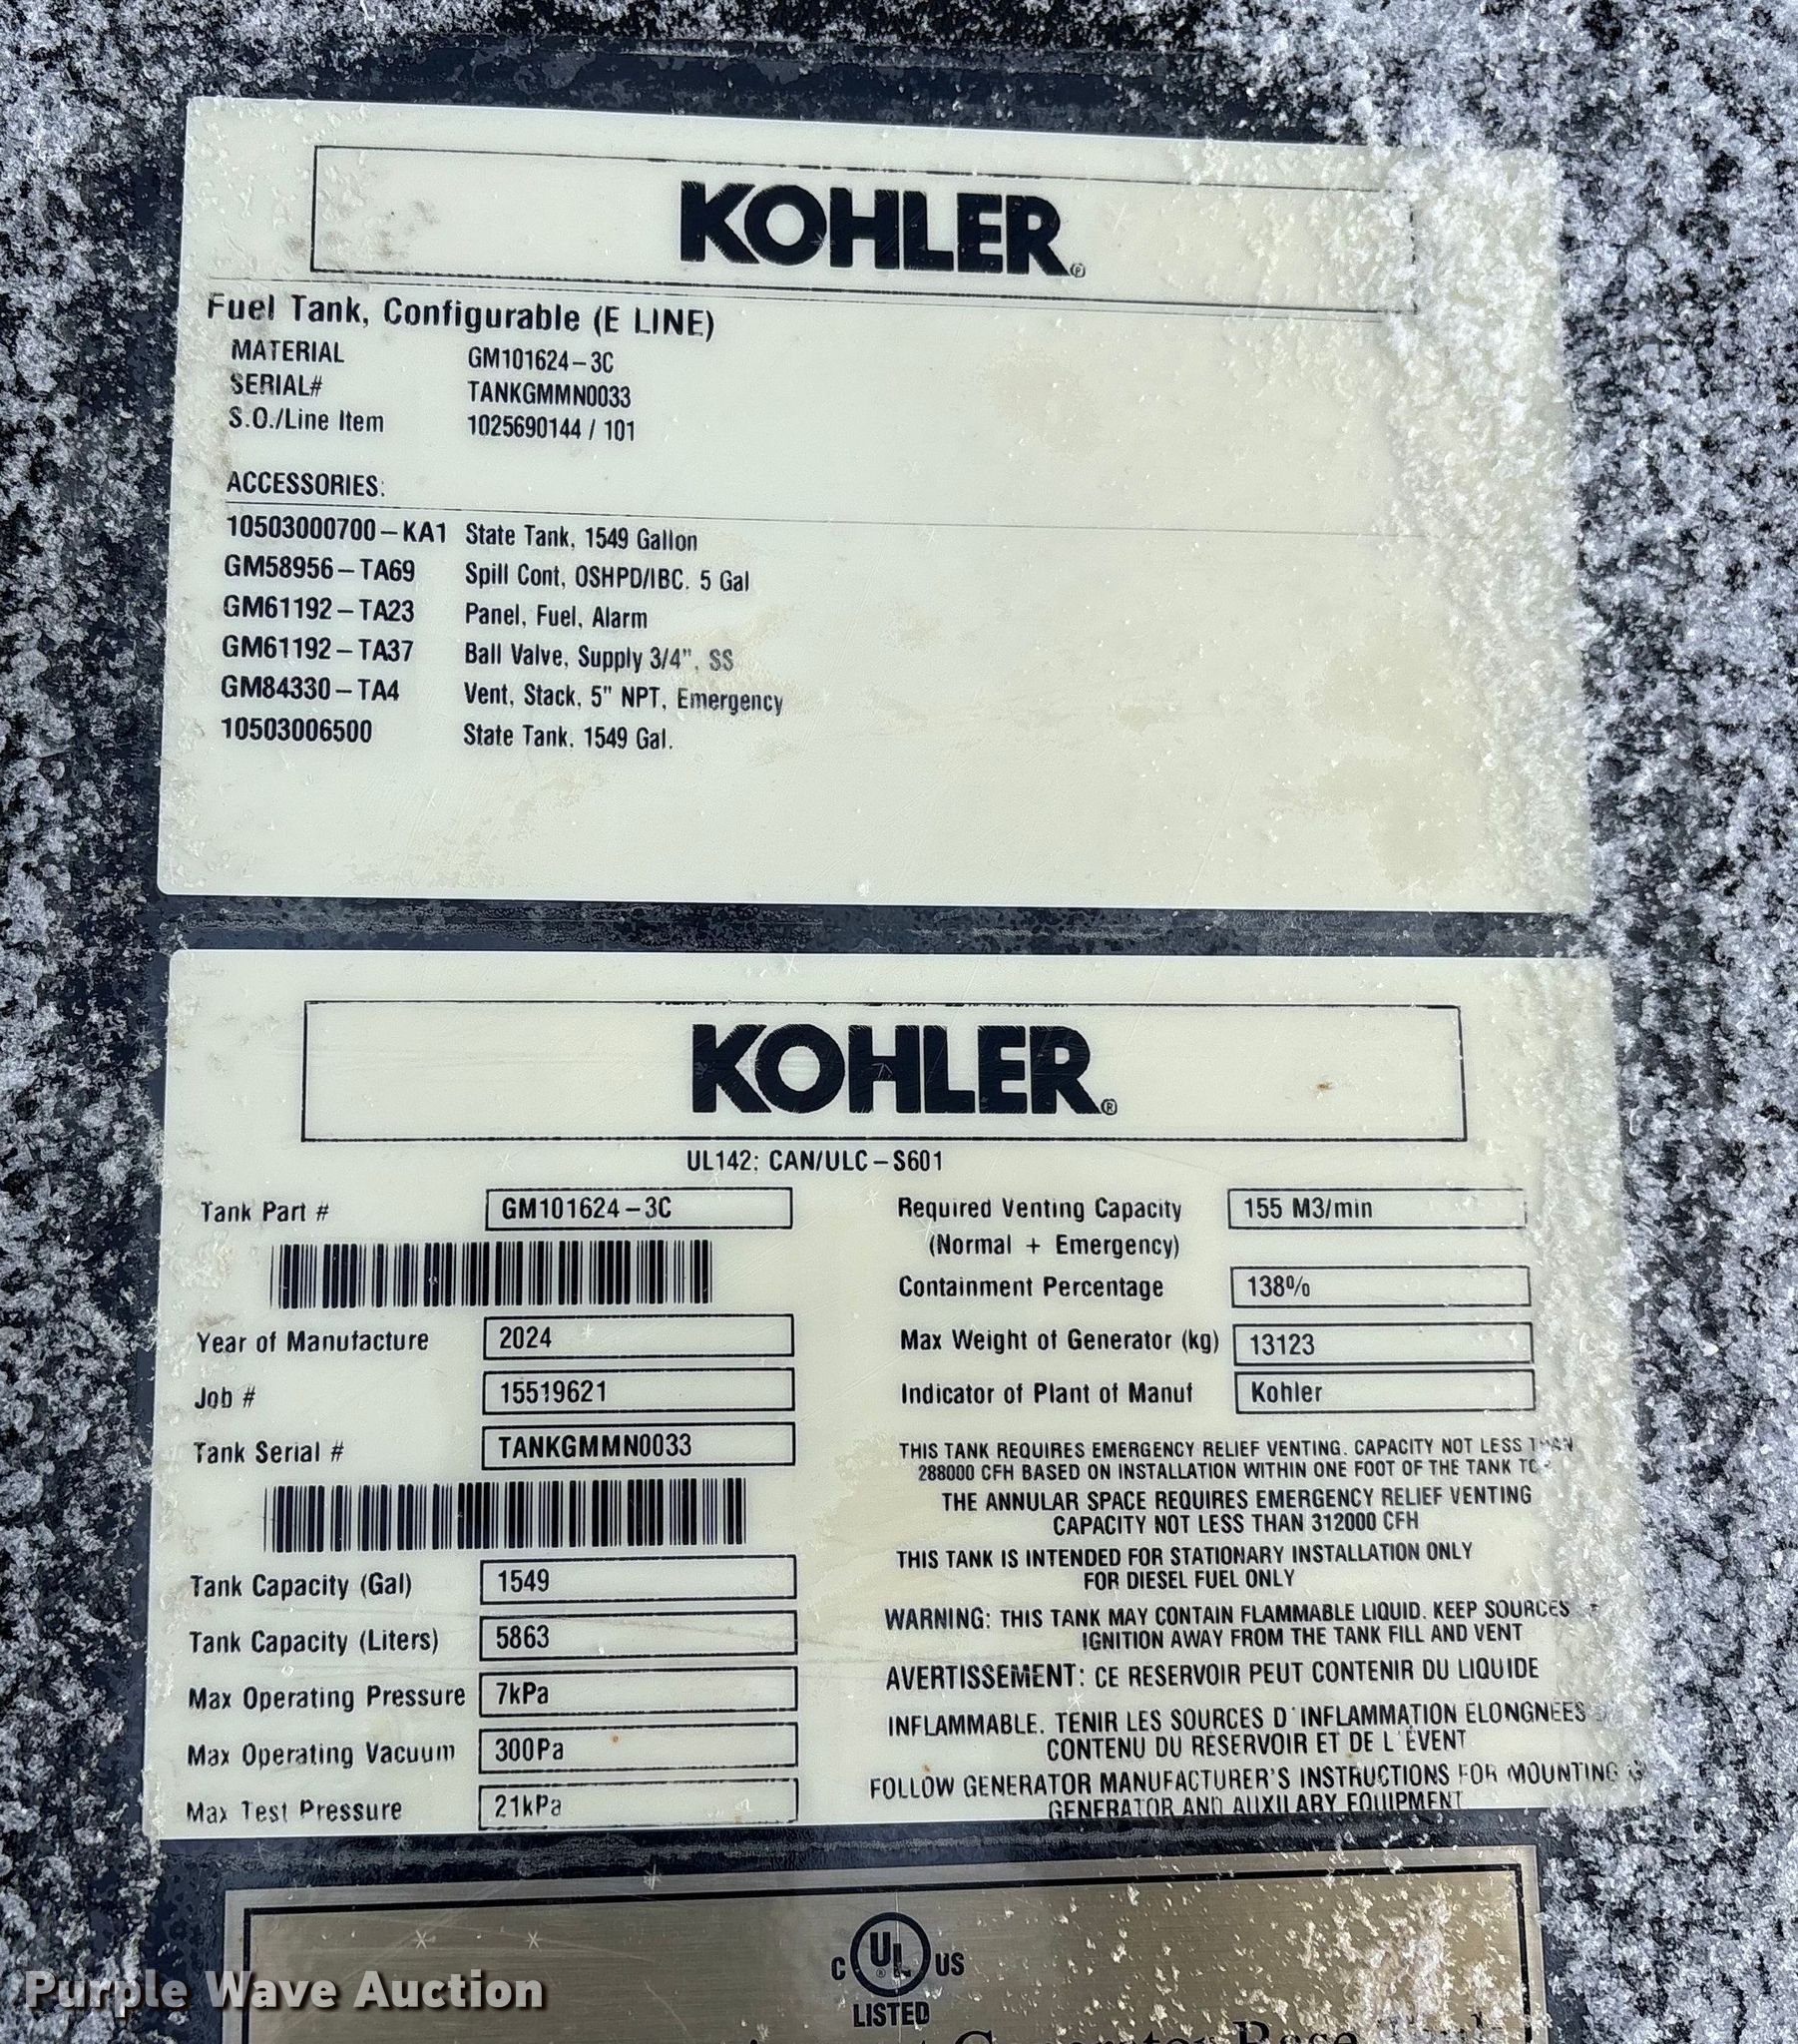 KOHLER®
Fuel Tank, Configurable (E LINE)
MATERIAL GM101624-3C
SERIAL# TANKGMMN0033
S.O./Line Item 1025690144 / 101
ACCESSORIES:
10503000700-KA1 State Tank, 1549 Gallon
GM58956-TA69 Spill Cont, OSHPD/IBC. 5 Gal
GM61192-TA23 Panel, Fuel, Alarm
GM61192-TA37 Ball Valve, Supply 3/4", SS
GM84330-TA4 Vent, Stack, 5" NPT, Emergency
10503006500 State Tank. 1549 Gal.
KOHLER®
UL142; CAN/ULC-S601
Tank Part # GM101624-3C
Year of Manufacture 2024
Job # 15519621
Tank Serial # TANKGMMN0033
Tank Capacity (Gal) 1549
Tank Capacity (Liters) 5863
Max Operating Pressure 7kPa
Max Operating Vacuum 300Pa
Max Test Pressure 21kPa
Required Venting Capacity 155 M3/min
(Normal + Emergency)
Containment Percentage 138%
Max Weight of Generator (kg) 13123
Indicator of Plant of Manuf Kohler
THIS TANK REQUIRES EMERGENCY RELIEF VENTING. CAPACITY NOT LESS THAN
288000 CFH BASED ON INSTALLATION WITHIN ONE FOOT OF THE TANK
THE ANNULAR SPACE REQUIRES EMERGENCY RELIEF VENTING
CAPACITY NOT LESS THAN 312000 CFH
THIS TANK IS INTENDED FOR STATIONARY INSTALLATION ONLY
FOR DIESEL FUEL ONLY
WARNING: THIS TANK MAY CONTAIN FLAMMABLE LIQUID. KEEP SOURCES
IGNITION AWAY FROM THE TANK FILL AND VENT
AVERTISSEMENT: CE RESERVOIR PEUT CONTENIR DU LIQUIDE
INFLAMMABLE. TENIR LES SOURCES D'INFLAMMATION ELONGNEES
CONTENU DU RESERVOIR ET DE L'ÉVENT
FOLLOW GENERATOR MANUFACTURER'S INSTRUCTIONS FOR MOUNTING
GENERATOR AND AUXILARY EQUIPMENT
C UL® US
LISTED
Generator Base
Purple Wave Auction